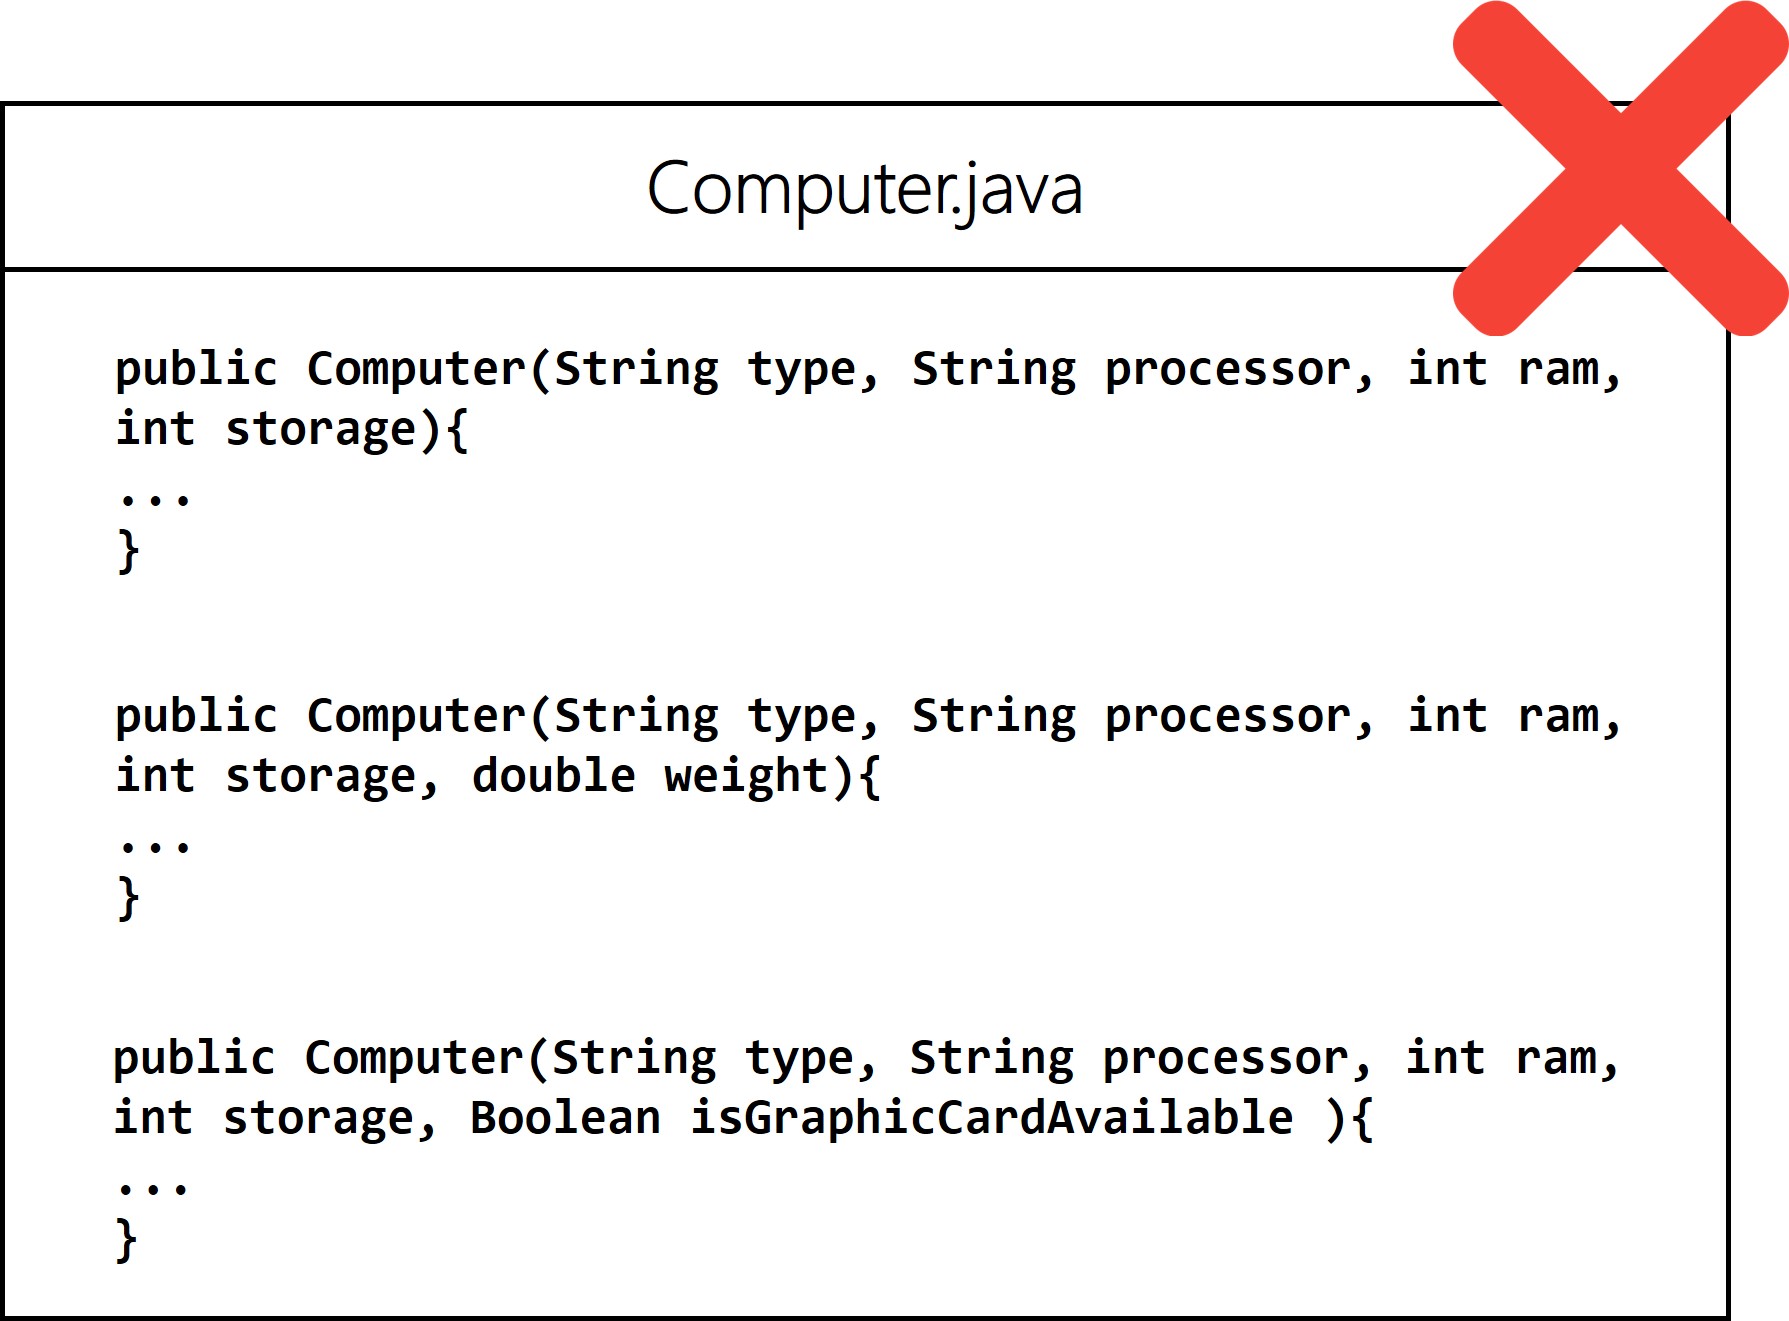 Computer.java
public Computer(String type, String processor, int ram,
int storage){
...
}
public Computer(String type, String processor, int ram,
int storage, double weight){
...
}
public Computer(String type, String processor, int ram,
int storage, Boolean isGraphicCardAvailable ){
...
}